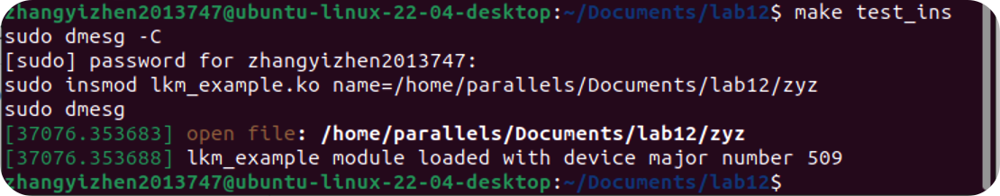 zhangyizhen2013747@ubuntu-linux-22-04-desktop:~/Documents/lab12$ make test_ins
sudo dmesg -C
[sudo] password for zhangyizhen2013747:
sudo insmod lkm_example.ko name=/home/parallels/Documents/lab12/zyz
sudo dmesg
[37076.353683] open file: /home/parallels/Documents/lab12/zyz
[37076.353688] lkm_example module loaded with device major number 509
zhangyizhen2013747@ubuntu-linux-22-04-desktop:~/Documents/lab12$